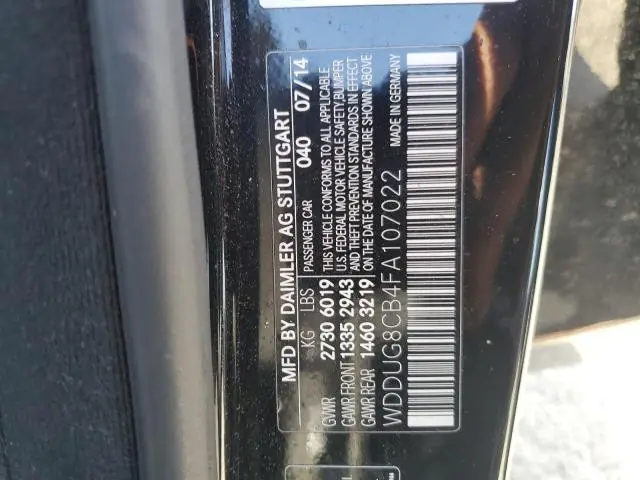 MFD BY DAIMLER AG STUTTGART
KG LBS PASSENGER CAR 040 07/14
GVWR 2730 6019 THIS VEHICLE CONFORMS TO ALL APPLICABLE
GAWR FRONT 1335 2943 U.S. FEDERAL MOTOR VEHICLE SAFETY, BUMPER
GAWR REAR 1460 3219 AND THEFT PREVENTION STANDARDS IN EFFECT
ON THE DATE OF MANUFACTURE SHOWN ABOVE
WDDUG8CB4FA107022 MADE IN GERMANY